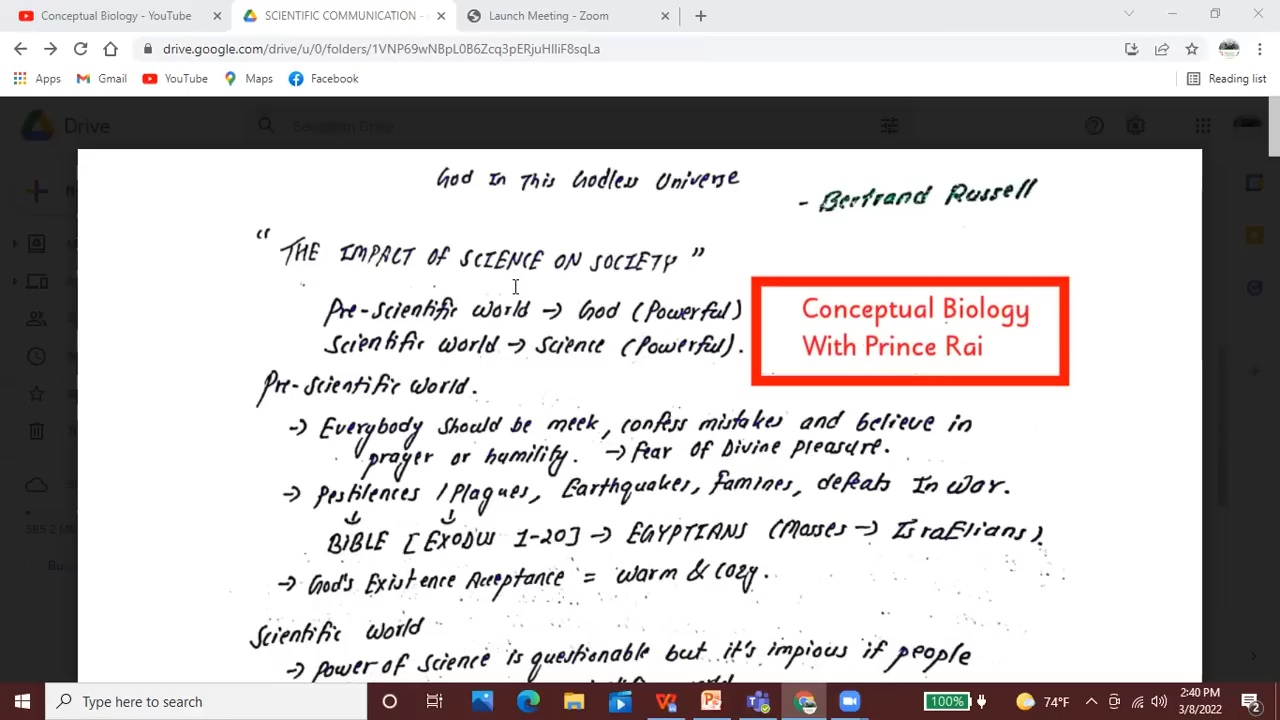 Conceptual Biology - YouTube
SCIENTIFIC COMMUNICATION -
Launch Meeting - Zoom
drive.google.com/drive/u/0/folders/1VNP69wNBpL0B6Zcq3pERjuHIliF8sqLa
Apps Gmail YouTube Maps Facebook Reading list
Drive
Search in Drive
God In This Godless Universe
- Bertrand Russell
" THE IMPACT OF SCIENCE ON SOCIETY "
Pre-Scientific World → God (Powerful)
Scientific World → Science (Powerful).
Conceptual Biology
With Prince Rai
Pre-Scientific World.
→ Everybody should be meek, confess mistakes and believe in
prayer or humility. → Fear of Divine Pleasure.
→ Pestilences / Plagues, Earthquakes, Famines, defeats In War.
BIBLE [EXODUS 1-20] → EGYPTIANS (Masses → IsraElians).
→ God's Existence Acceptance = Warm & Cozy.
Scientific World
→ Power of Science is questionable but it's impious if people
Type here to search
100%
74°F
2:40 PM
3/8/2022
2